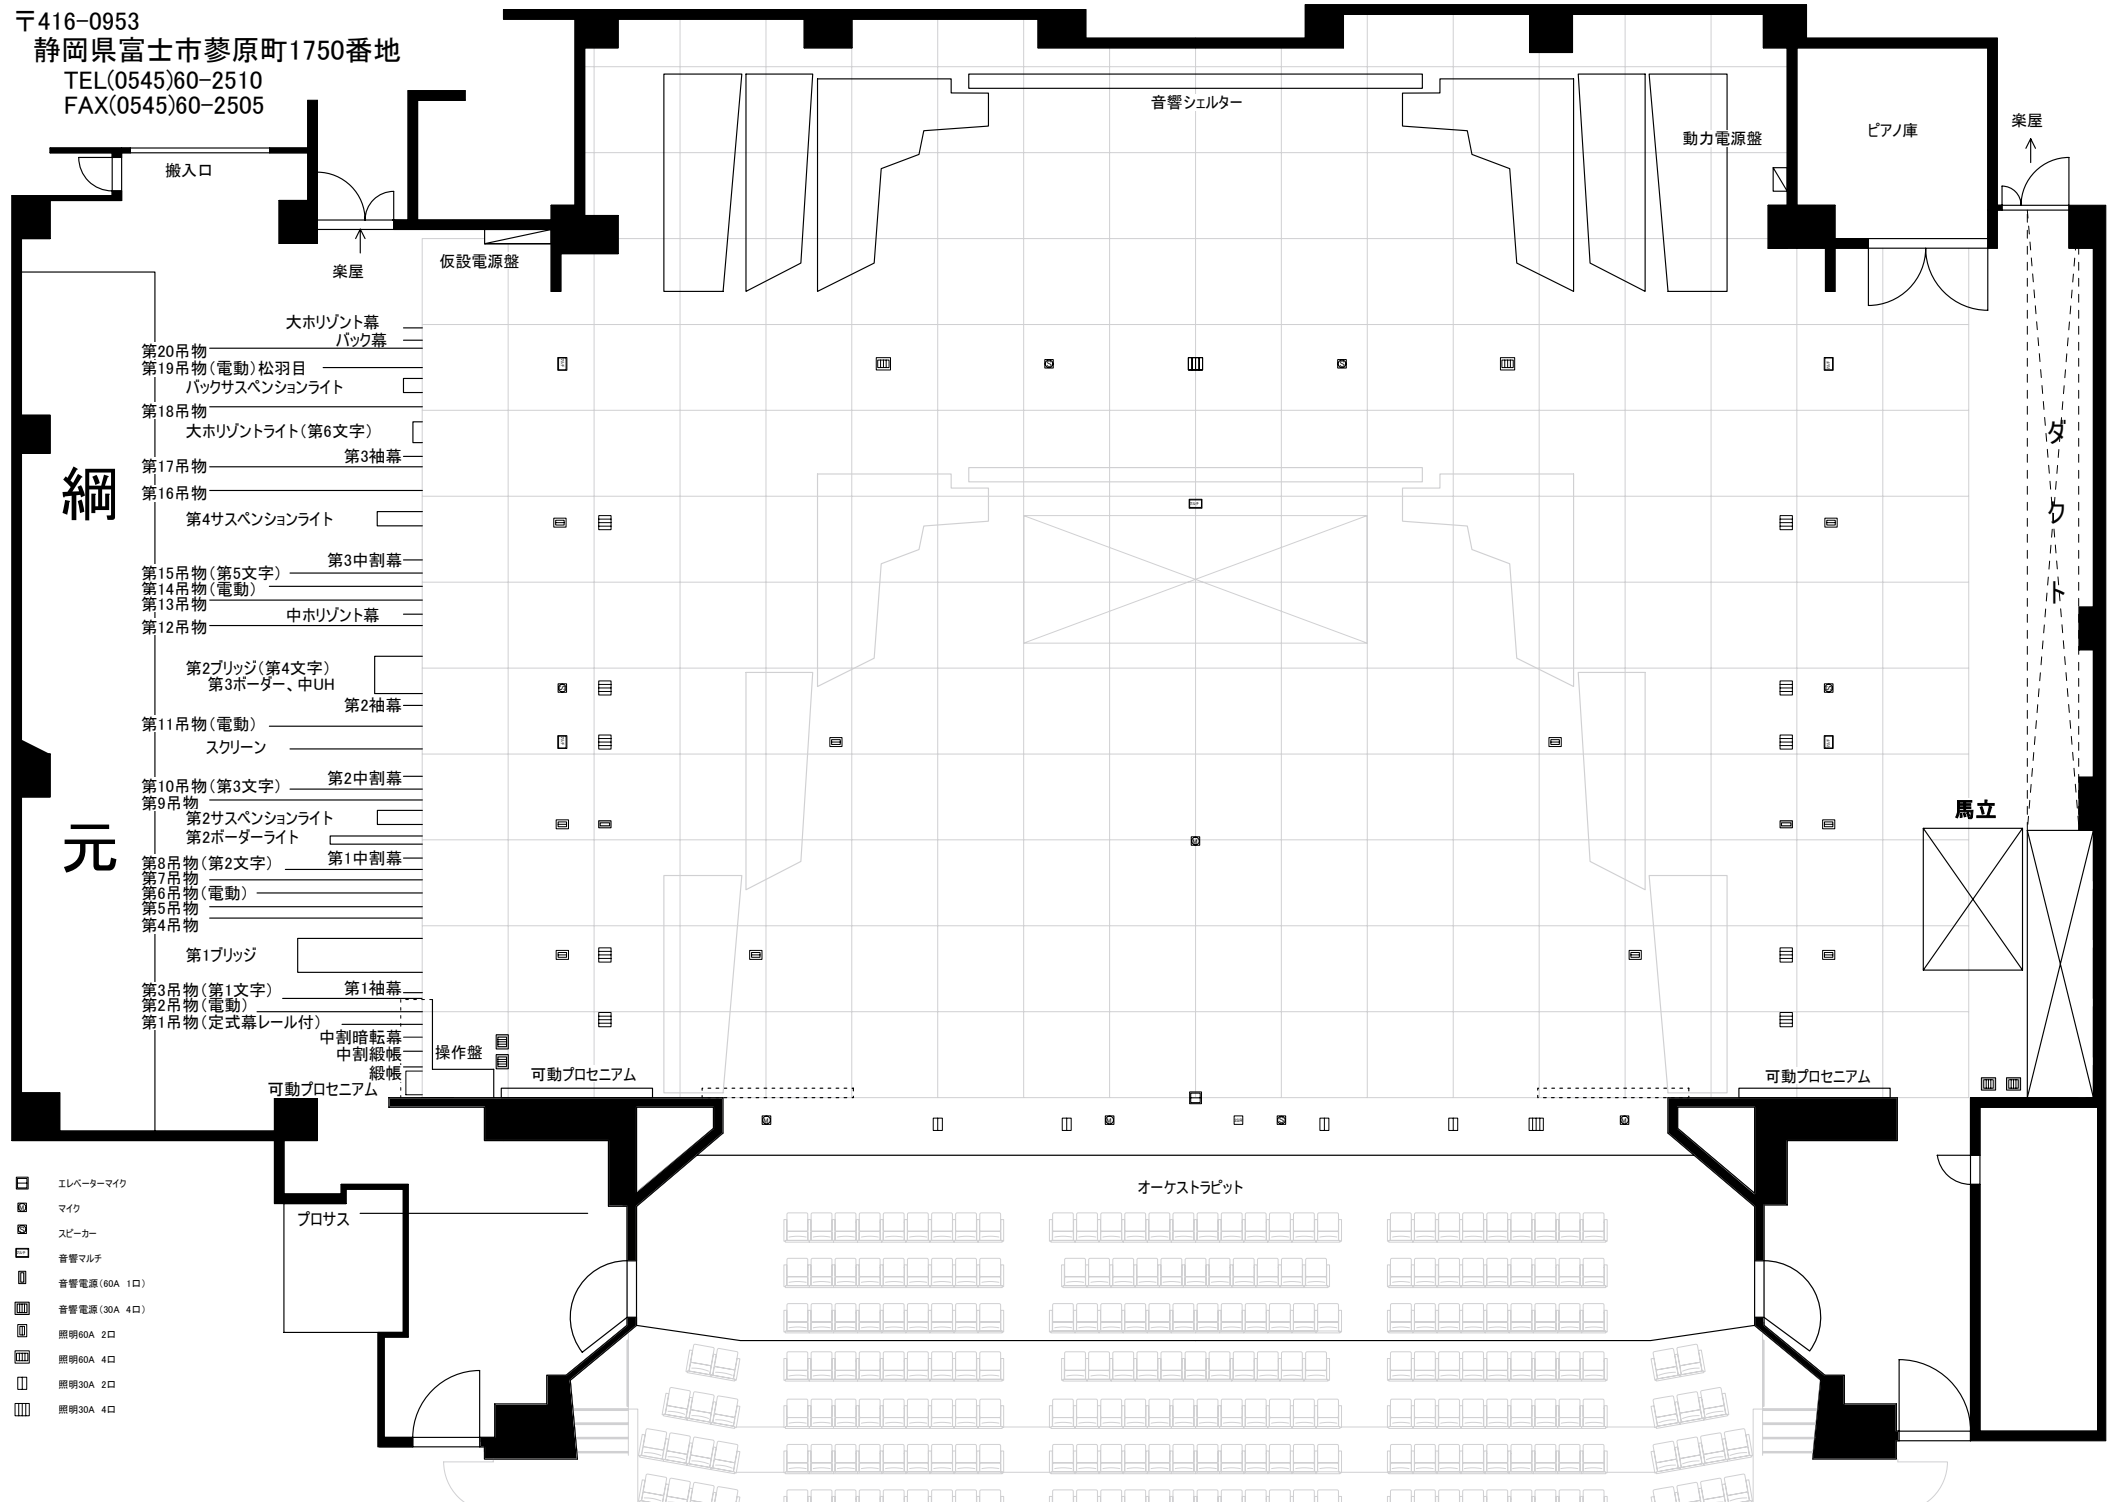 〒416-0953
静岡県富士市蓼原町1750番地
TEL(0545)60-2510
FAX(0545)60-2505
搬入口
楽屋
仮設電源盤
音響シェルター
動力電源盤
ピアノ庫
楽屋
大ホリゾント幕
バック幕
第20吊物
第19吊物(電動)松羽目
バックサスペンションライト
第18吊物
大ホリゾントライト(第6文字)
第3袖幕
第17吊物
第16吊物
第4サスペンションライト
第3中割幕
第15吊物(第5文字)
第14吊物(電動)
第13吊物
中ホリゾント幕
第12吊物
第2ブリッジ(第4文字)
第3ボーダー、中UH
第2袖幕
第11吊物(電動)
スクリーン
第2中割幕
第10吊物(第3文字)
第9吊物
第2サスペンションライト
第2ボーダーライト
第1中割幕
第8吊物(第2文字)
第7吊物
第6吊物(電動)
第5吊物
第4吊物
第1ブリッジ
第1袖幕
第3吊物(第1文字)
第2吊物(電動)
第1吊物(定式幕レール付)
中割暗転幕
中割緞帳
緞帳
可動プロセニアム
綱元
操作盤
可動プロセニアム
可動プロセニアム
ダクト
馬立
オーケストラピット
プロサス
エレベーターマイク
マイク
スピーカー
音響マルチ
音響電源(60A 1口)
音響電源(30A 4口)
照明60A 2口
照明60A 4口
照明30A 2口
照明30A 4口